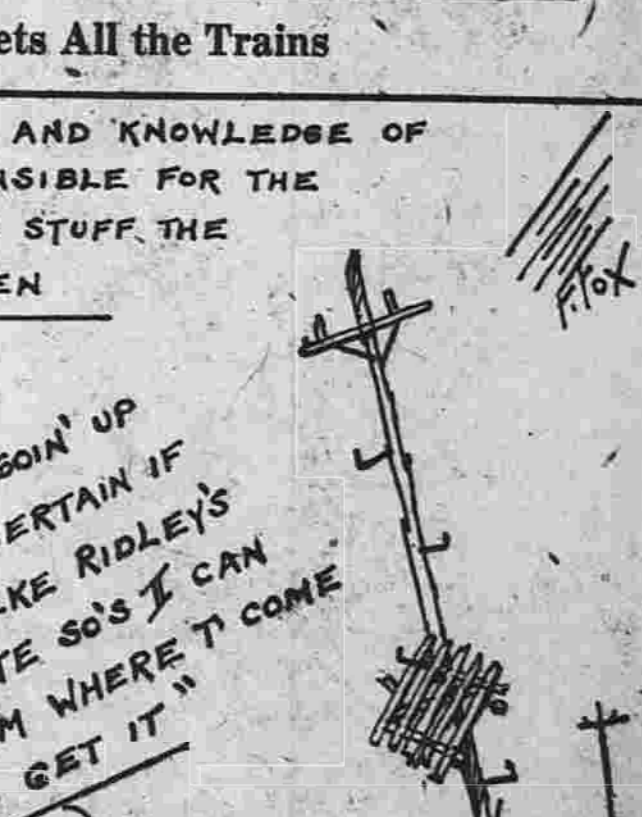 ets All the Trains
AND KNOWLEDGE OF
NSIBLE FOR THE
STUFF THE
EN
F. FOX
GOIN' UP
ERTAIN IF
KE RIDLEY'S
TE SO'S I CAN
M WHERE T' COME
GET IT"